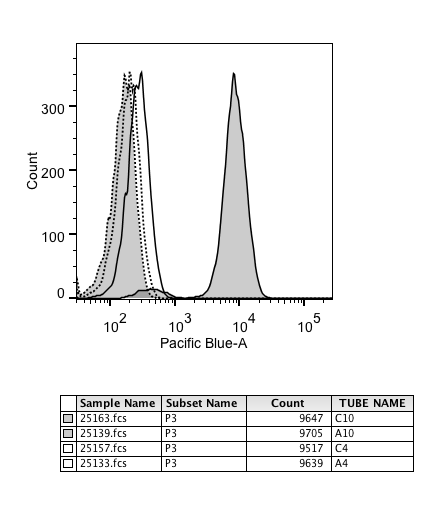 Count
300
200
100
0
10^2 10^3 10^4 10^5
Pacific Blue-A
Sample Name Subset Name Count TUBE NAME
25163.fcs P3 9647 C10
25139.fcs P3 9705 A10
25157.fcs P3 9517 C4
25133.fcs P3 9639 A4